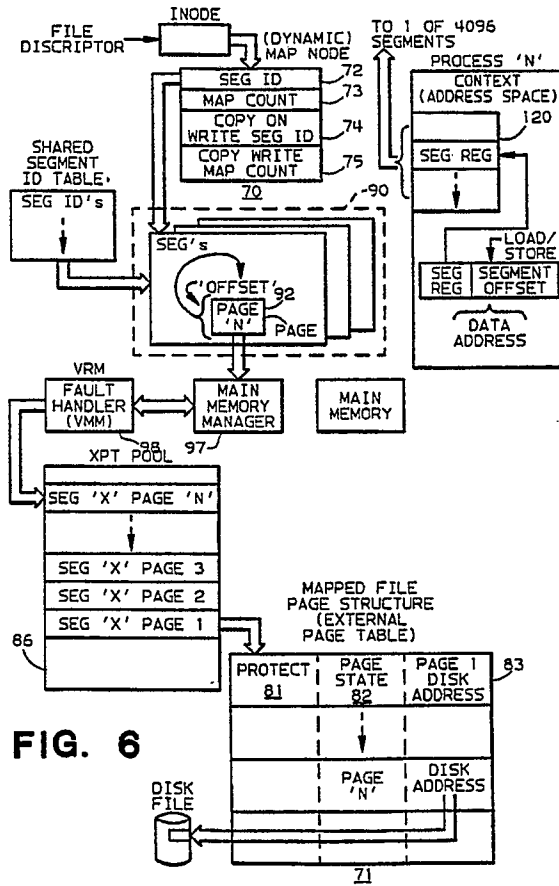 INODE
FILE
DISCRIPTOR
(DYNAMIC)
MAP NODE
SEG ID
72
MAP COUNT
73
COPY ON
WRITE SEG ID
74
COPY WRITE
MAP COUNT
75
70
TO 1 OF 4096
SEGMENTS
PROCESS 'N'
CONTEXT
(ADDRESS SPACE)
120
SEG REG
LOAD/
STORE
SEG
REG
SEGMENT
OFFSET
DATA
ADDRESS
SHARED
SEGMENT
ID TABLE.
SEG ID's
90
SEG's
'OFFSET'
92
PAGE
'N'
PAGE
VRM
FAULT
HANDLER
(VMM)
98
MAIN
MEMORY
MANAGER
97
MAIN
MEMORY
XPT POOL
SEG 'X' PAGE 'N'
SEG 'X' PAGE 3
SEG 'X' PAGE 2
SEG 'X' PAGE 1
86
MAPPED FILE
PAGE STRUCTURE
(EXTERNAL
PAGE TABLE)
PROTECT
81
PAGE
STATE
82
PAGE 1
DISK
ADDRESS
83
PAGE
'N'
DISK
ADDRESS
71
DISK
FILE
FIG. 6